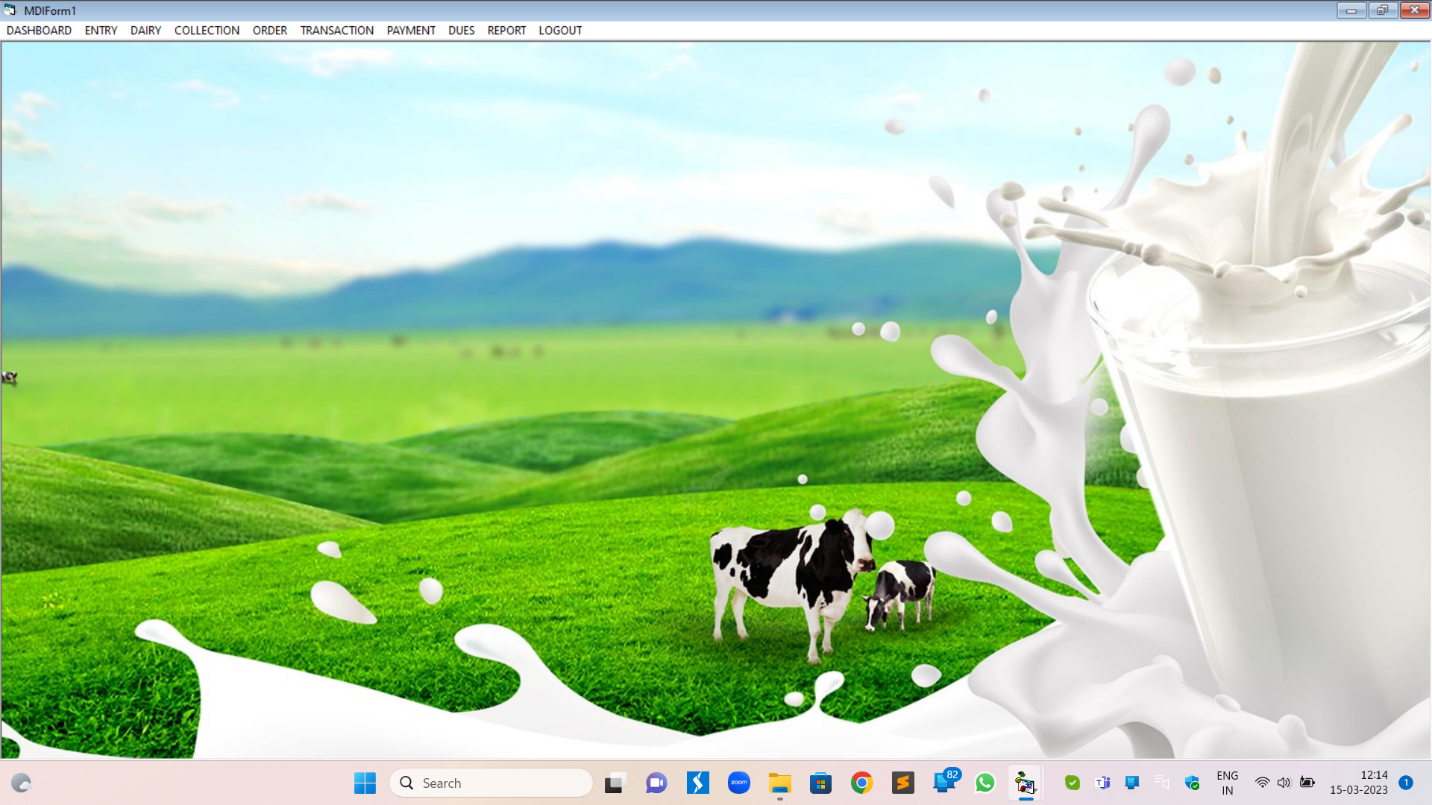 MDIForm1
DASHBOARD ENTRY DAIRY COLLECTION ORDER TRANSACTION PAYMENT DUES REPORT LOGOUT
Search
zoom
82
ENG
IN
12:14
15-03-2023
1